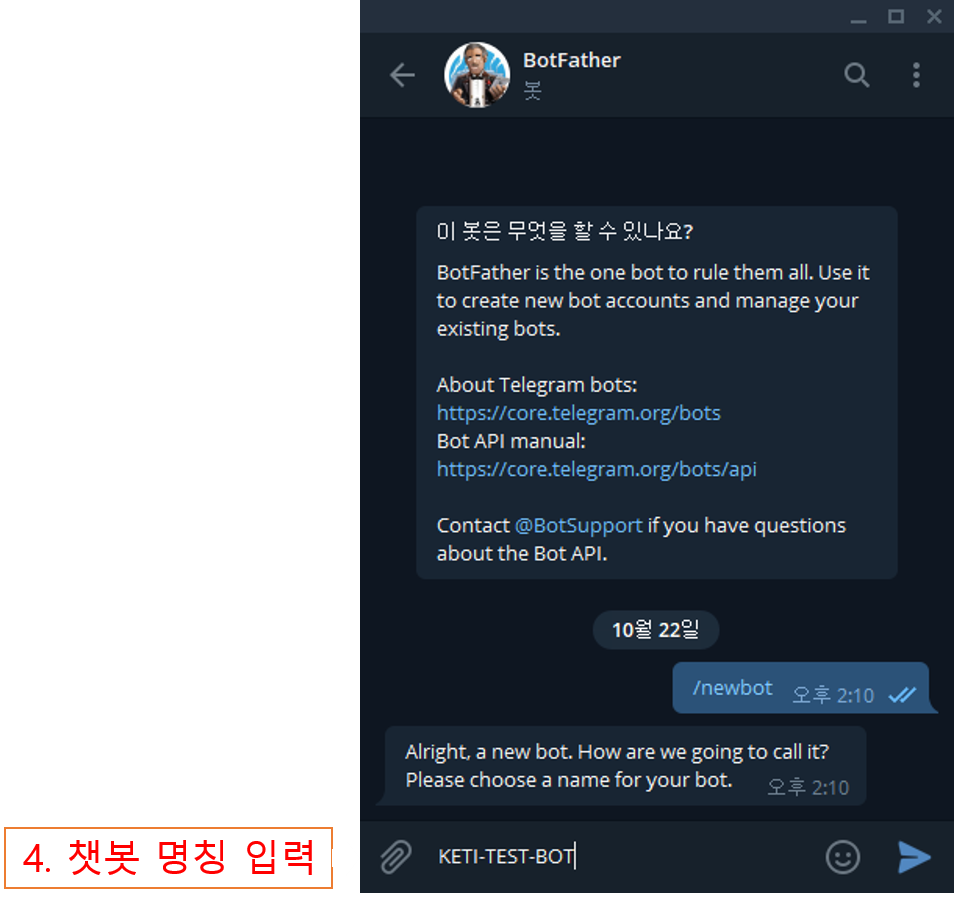 BotFather
봇
이 봇은 무엇을 할 수 있나요?
BotFather is the one bot to rule them all. Use it
to create new bot accounts and manage your
existing bots.
About Telegram bots:
https://core.telegram.org/bots
Bot API manual:
https://core.telegram.org/bots/api
Contact @BotSupport if you have questions
about the Bot API.
10월 22일
/newbot 오후 2:10
Alright, a new bot. How are we going to call it?
Please choose a name for your bot. 오후 2:10
4. 챗봇 명칭 입력
KETI-TEST-BOT